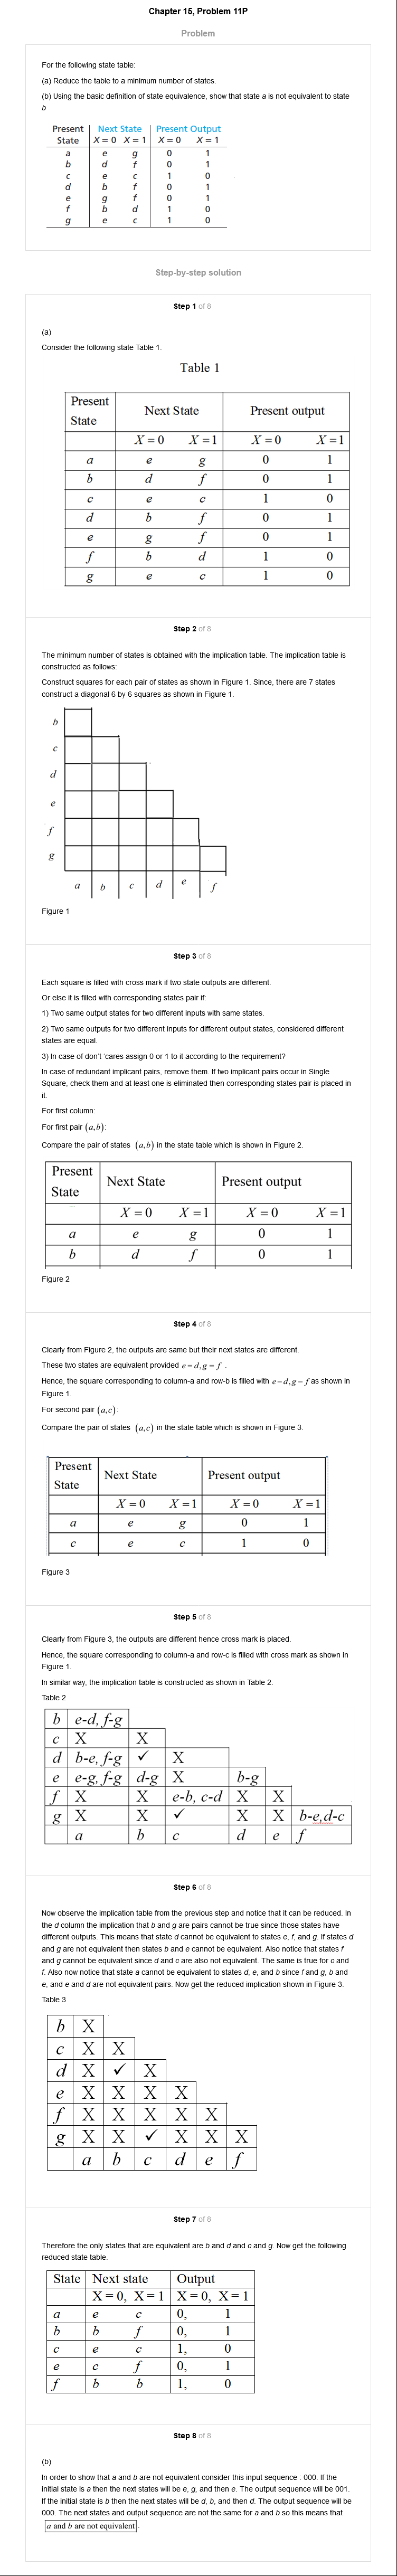 Chapter 15, Problem 11P
Problem
For the following state table:
(a) Reduce the table to a minimum number of states.
(b) Using the basic definition of state equivalence, show that state a is not equivalent to state
b
Present Next State Present Output
State X = 0 X = 1 X = 0 X = 1
a e g 0 1
b d f 0 1
c e c 1 0
d b f 0 1
e g f 0 1
f b d 1 0
g e c 1 0
Step-by-step solution
Step 1 of 8
(a)
Consider the following state Table 1.
Table 1
Present
State Next State Present output
X = 0 X = 1 X = 0 X = 1
a e g 0 1
b d f 0 1
c e c 1 0
d b f 0 1
e g f 0 1
f b d 1 0
g e c 1 0
Step 2 of 8
The minimum number of states is obtained with the implication table. The implication table is
constructed as follows:
Construct squares for each pair of states as shown in Figure 1. Since, there are 7 states
construct a diagonal 6 by 6 squares as shown in Figure 1.
b
c
d
e
f
g
a b c d e f
Figure 1
Step 3 of 8
Each square is filled with cross mark if two state outputs are different.
Or else it is filled with corresponding states pair if:
1) Two same output states for two different inputs with same states.
2) Two same outputs for two different inputs for different output states, considered different
states are equal.
3) In case of don't 'cares assign 0 or 1 to it according to the requirement?
In case of redundant implicant pairs, remove them. If two implicant pairs occur in Single
Square, check them and at least one is eliminated then corresponding states pair is placed in
it.
For first column:
For first pair (a,b):
Compare the pair of states (a,b) in the state table which is shown in Figure 2.
Present
State Next State Present output
X = 0 X = 1 X = 0 X = 1
a e g 0 1
b d f 0 1
Figure 2
Step 4 of 8
Clearly from Figure 2, the outputs are same but their next states are different.
These two states are equivalent provided e = d, g = f .
Hence, the square corresponding to column-a and row-b is filled with e – d, g – f as shown in
Figure 1.
For second pair (a,c):
Compare the pair of states (a,c) in the state table which is shown in Figure 3.
Present
State Next State Present output
X = 0 X = 1 X = 0 X = 1
a e g 0 1
c e c 1 0
Figure 3
Step 5 of 8
Clearly from Figure 3, the outputs are different hence cross mark is placed.
Hence, the square corresponding to column-a and row-c is filled with cross mark as shown in
Figure 1.
In similar way, the implication table is constructed as shown in Table 2.
Table 2
b e-d, f-g
c X X
d b-e, f-g ✓ X
e e-g, f-g d-g X b-g
f X X e-b, c-d X X
g X X ✓ X X b-e,d-c
a b c d e f
Step 6 of 8
Now observe the implication table from the previous step and notice that it can be reduced. In
the d column the implication that b and g are pairs cannot be true since those states have
different outputs. This means that state d cannot be equivalent to states e, f, and g. If states d
and g are not equivalent then states b and e cannot be equivalent. Also notice that states f
and g cannot be equivalent since d and c are also not equivalent. The same is true for c and
f. Also now notice that state a cannot be equivalent to states d, e, and b since f and g, b and
e, and e and d are not equivalent pairs. Now get the reduced implication shown in Figure 3.
Table 3
b X
c X X
d X ✓ X
e X X X X
f X X X X X
g X X ✓ X X X
a b c d e f
Step 7 of 8
Therefore the only states that are equivalent are b and d and c and g. Now get the following
reduced state table.
State Next state Output
X = 0, X = 1 X = 0, X = 1
a e c 0, 1
b b f 0, 1
c e c 1, 0
e c f 0, 1
f b b 1, 0
Step 8 of 8
(b)
In order to show that a and b are not equivalent consider this input sequence : 000. If the
initial state is a then the next states will be e, g, and then e. The output sequence will be 001.
If the initial state is b then the next states will be d, b, and then d. The output sequence will be
000. The next states and output sequence are not the same for a and b so this means that
a and b are not equivalent.